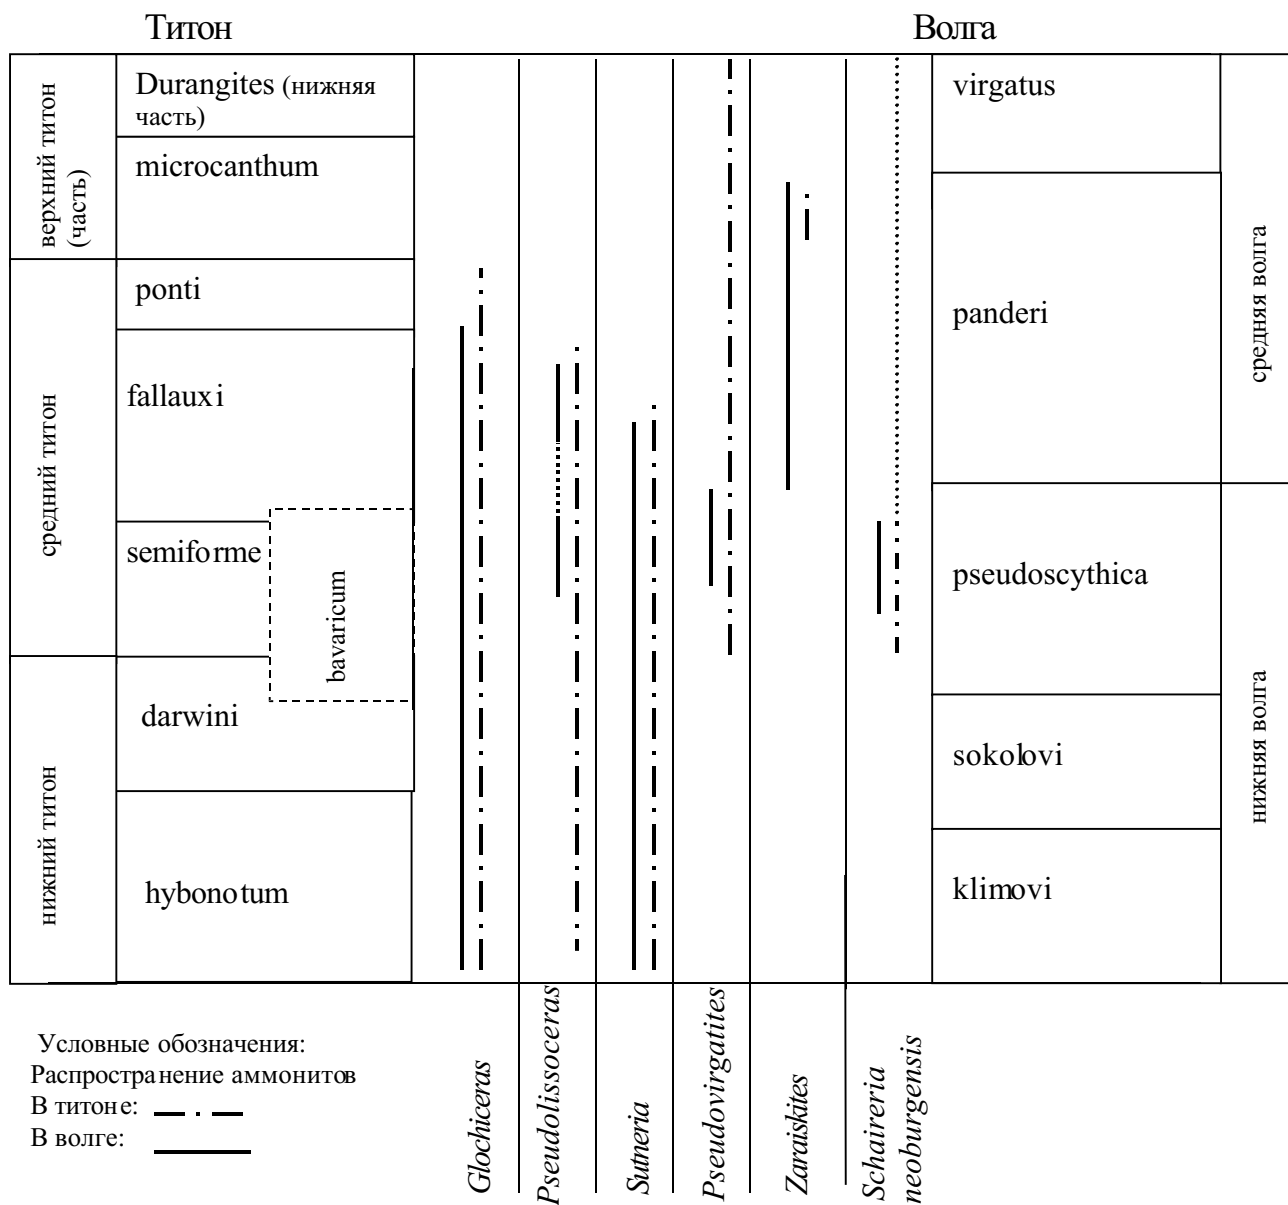 Титон
Волга
верхний титон
(часть)
средний титон
нижний титон
Durangites (нижняя
часть)
microcanthum
ponti
fallauxi
semiforme
bavaricum
darwini
hybonotum
virgatus
panderi
pseudoscythica
sokolovi
klimovi
средняя волга
нижняя волга
Glochiceras
Pseudolissoceras
Sutneria
Pseudovirgatites
Zaraiskites
Schaireria
neoburgensis
Условные обозначения:
Распространение аммонитов
В титоне:
В волге: